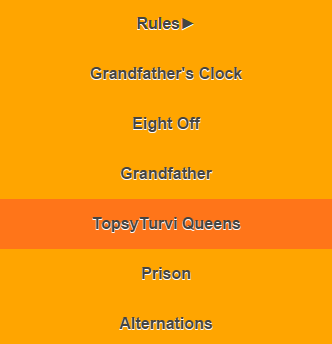 Rules►
Grandfather's Clock
Eight Off
Grandfather
TopsyTurvi Queens
Prison
Alternations